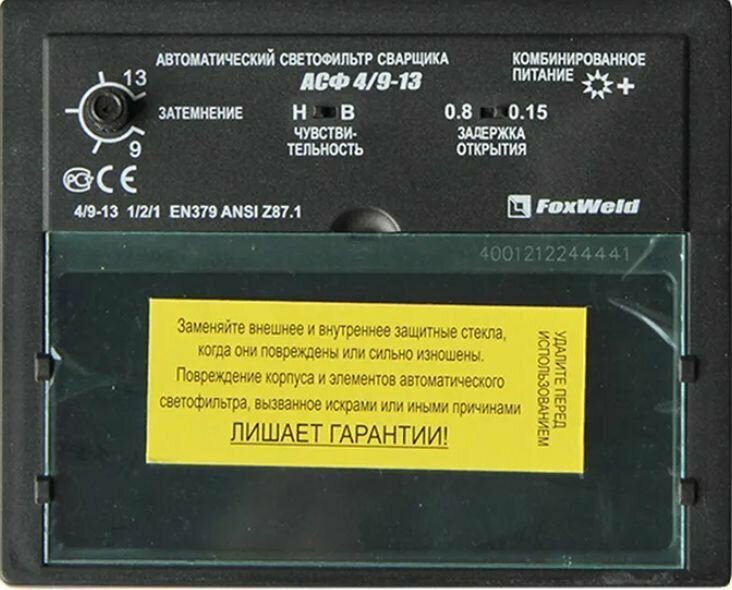 АВТОМАТИЧЕСКИЙ СВЕТОФИЛЬТР СВАРЩИКА
АСФ 4/9-13
КОМБИНИРОВАННОЕ
ПИТАНИЕ +
13
9
ЗАТЕМНЕНИЕ
Н В
ЧУВСТВИ-
ТЕЛЬНОСТЬ
0.8 0.15
ЗАДЕРЖКА
ОТКРЫТИЯ
РСТ CE
4/9-13 1/2/1 EN379 ANSI Z87.1
FoxWeld
4001212244441
Заменяйте внешнее и внутреннее защитные стекла,
когда они повреждены или сильно изношены.
Повреждение корпуса и элементов автоматического
светофильтра, вызванное искрами или иными причинами
ЛИШАЕТ ГАРАНТИИ!
УДАЛИТЕ ПЕРЕД
ИСПОЛЬЗОВАНИЕМ